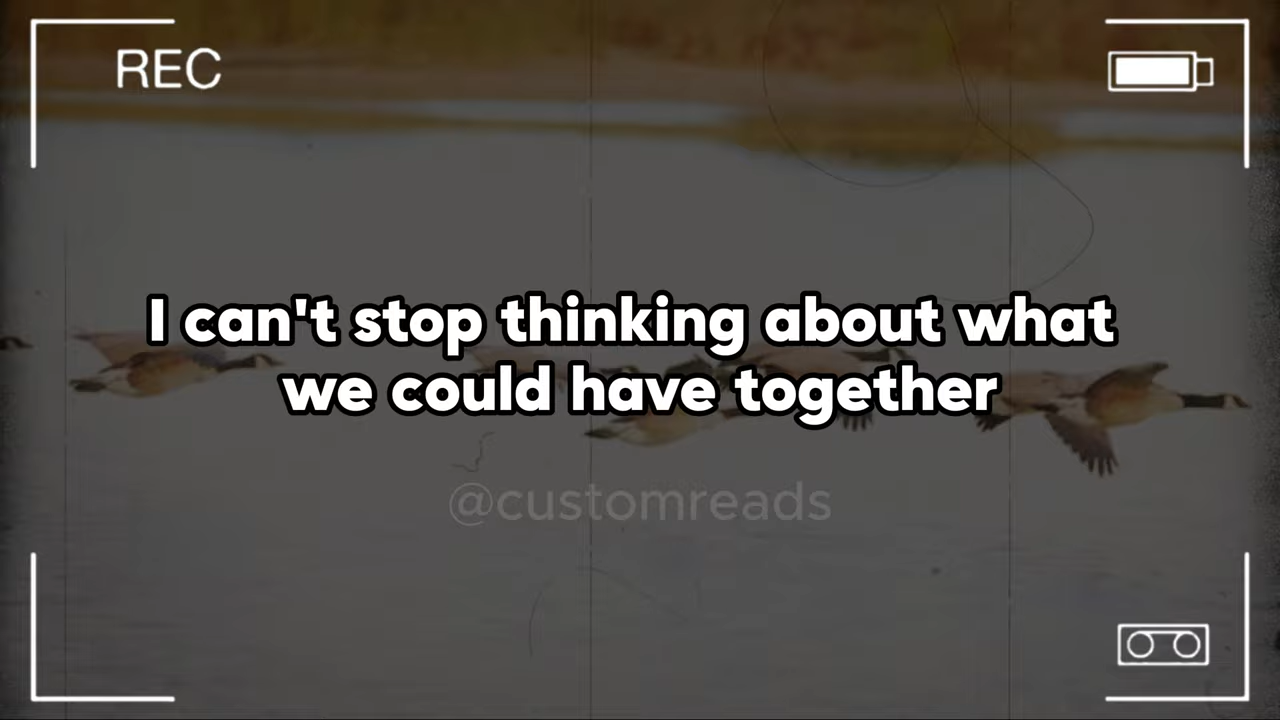 REC
I can't stop thinking about what
we could have together
@customreads